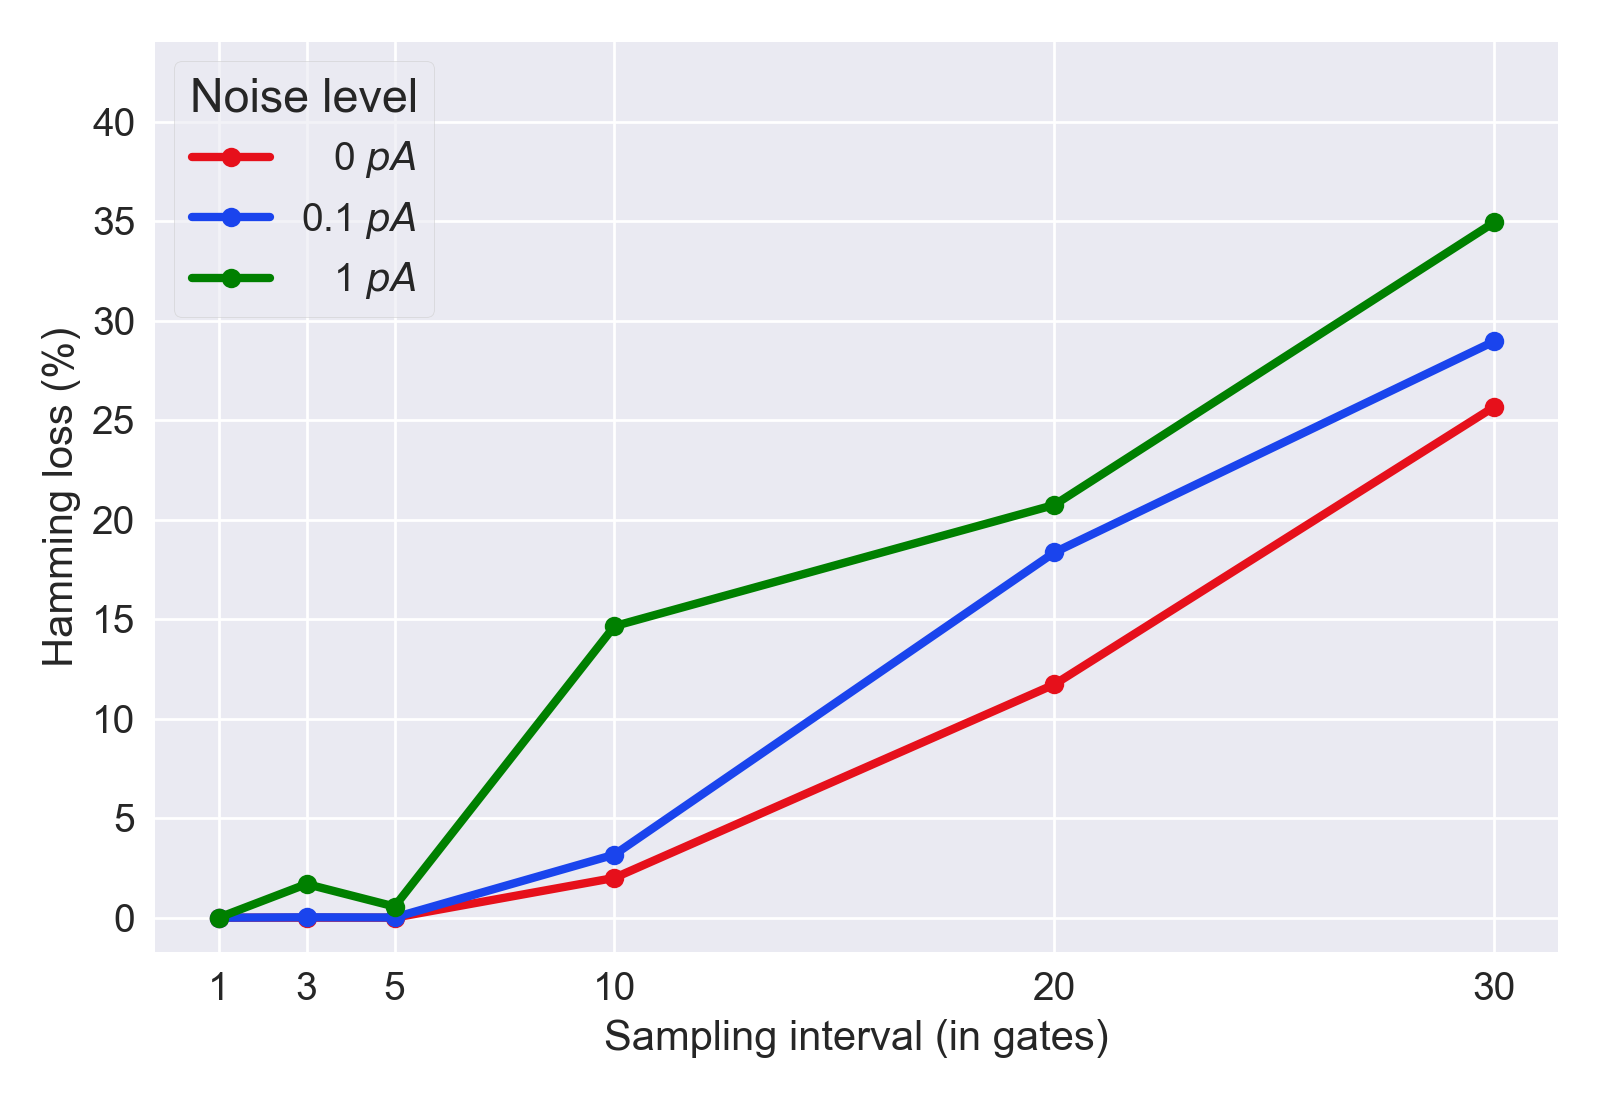 Noise level
0 pA
0.1 pA
1 pA
Hamming loss (%)
40
35
30
25
20
15
10
5
0
1 3 5 10 20 30
Sampling interval (in gates)